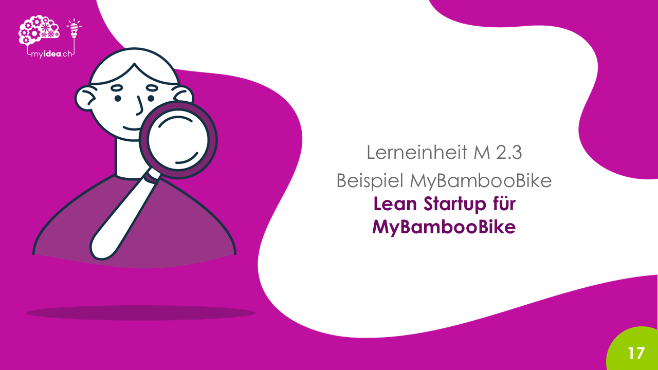 myidea.ch
Lerneinheit M 2.3
Beispiel MyBambooBike
Lean Startup für
MyBambooBike
17